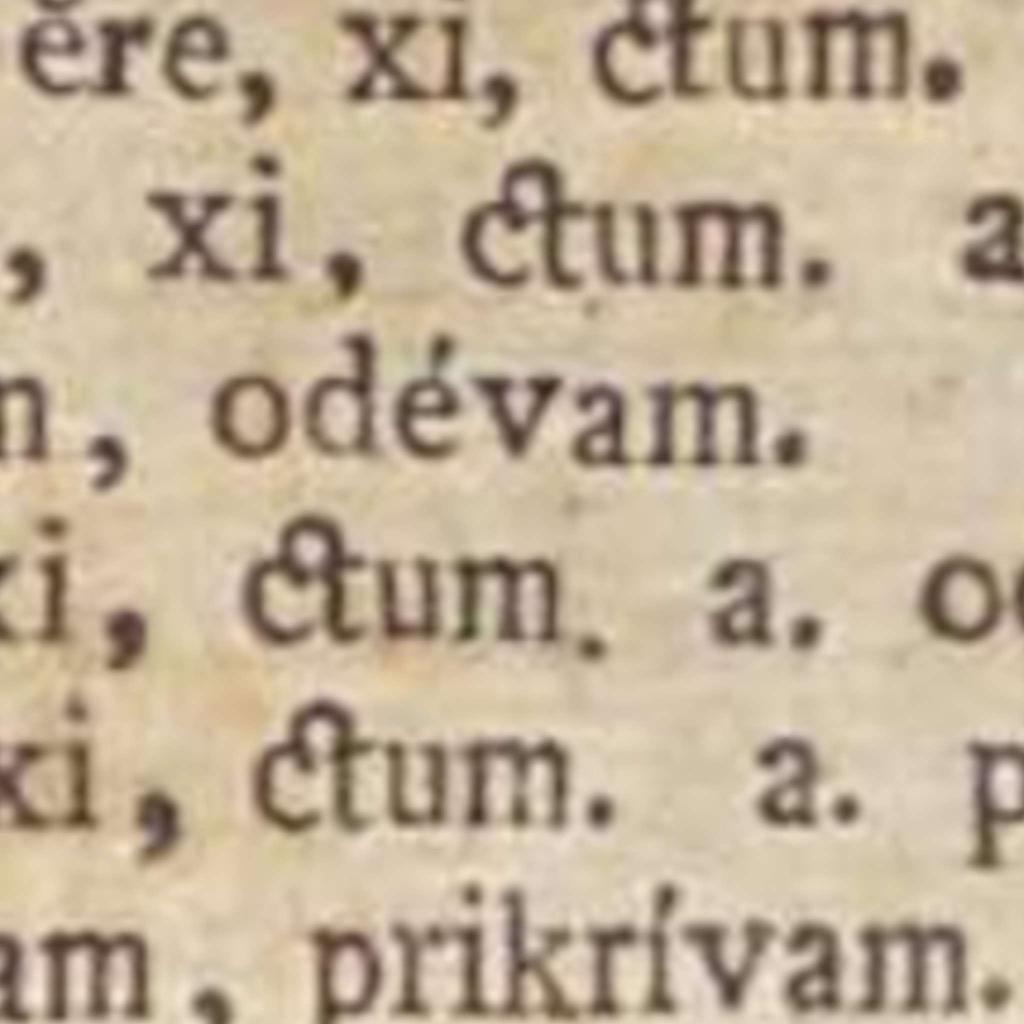 ĕre, xi, ctum.
, xi, ctum. a
, odévam.
xi, ctum. a. o
xi, ctum. a. p
am, prikrívam.